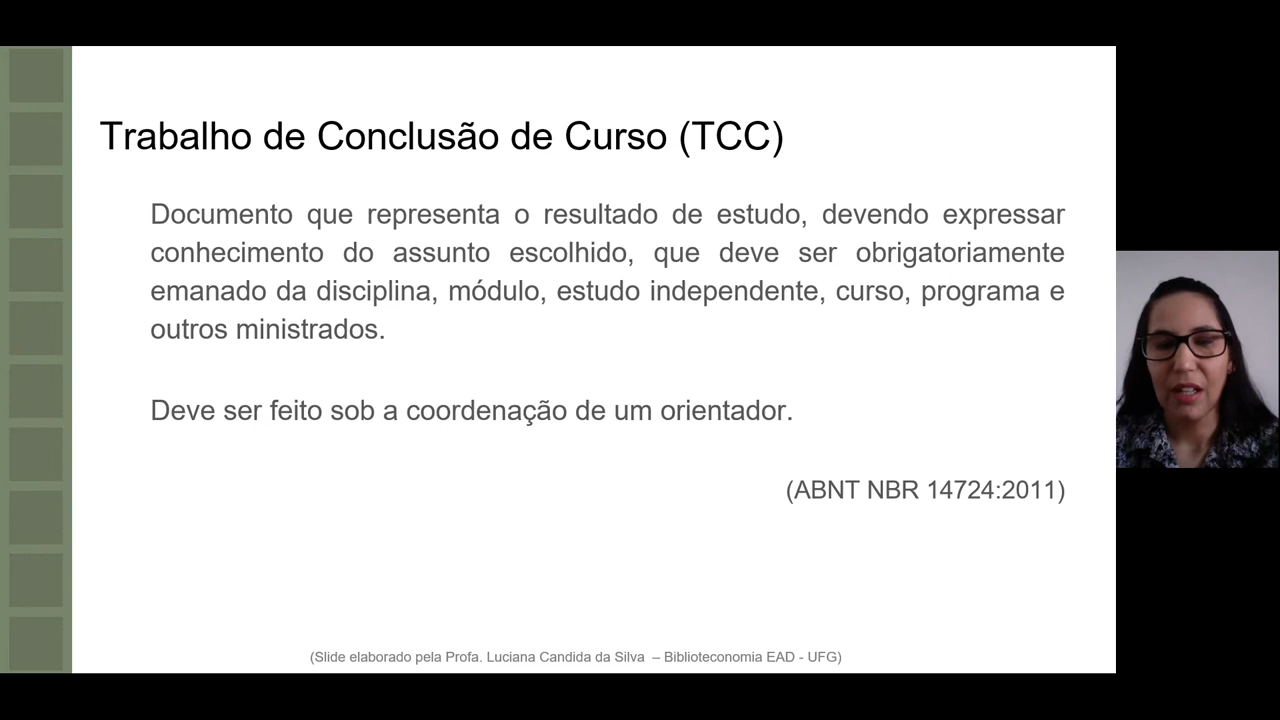 Trabalho de Conclusão de Curso (TCC)
Documento que representa o resultado de estudo, devendo expressar
conhecimento do assunto escolhido, que deve ser obrigatoriamente
emanado da disciplina, módulo, estudo independente, curso, programa e
outros ministrados.
Deve ser feito sob a coordenação de um orientador.
(ABNT NBR 14724:2011)
(Slide elaborado pela Profa. Luciana Candida da Silva – Biblioteconomia EAD - UFG)